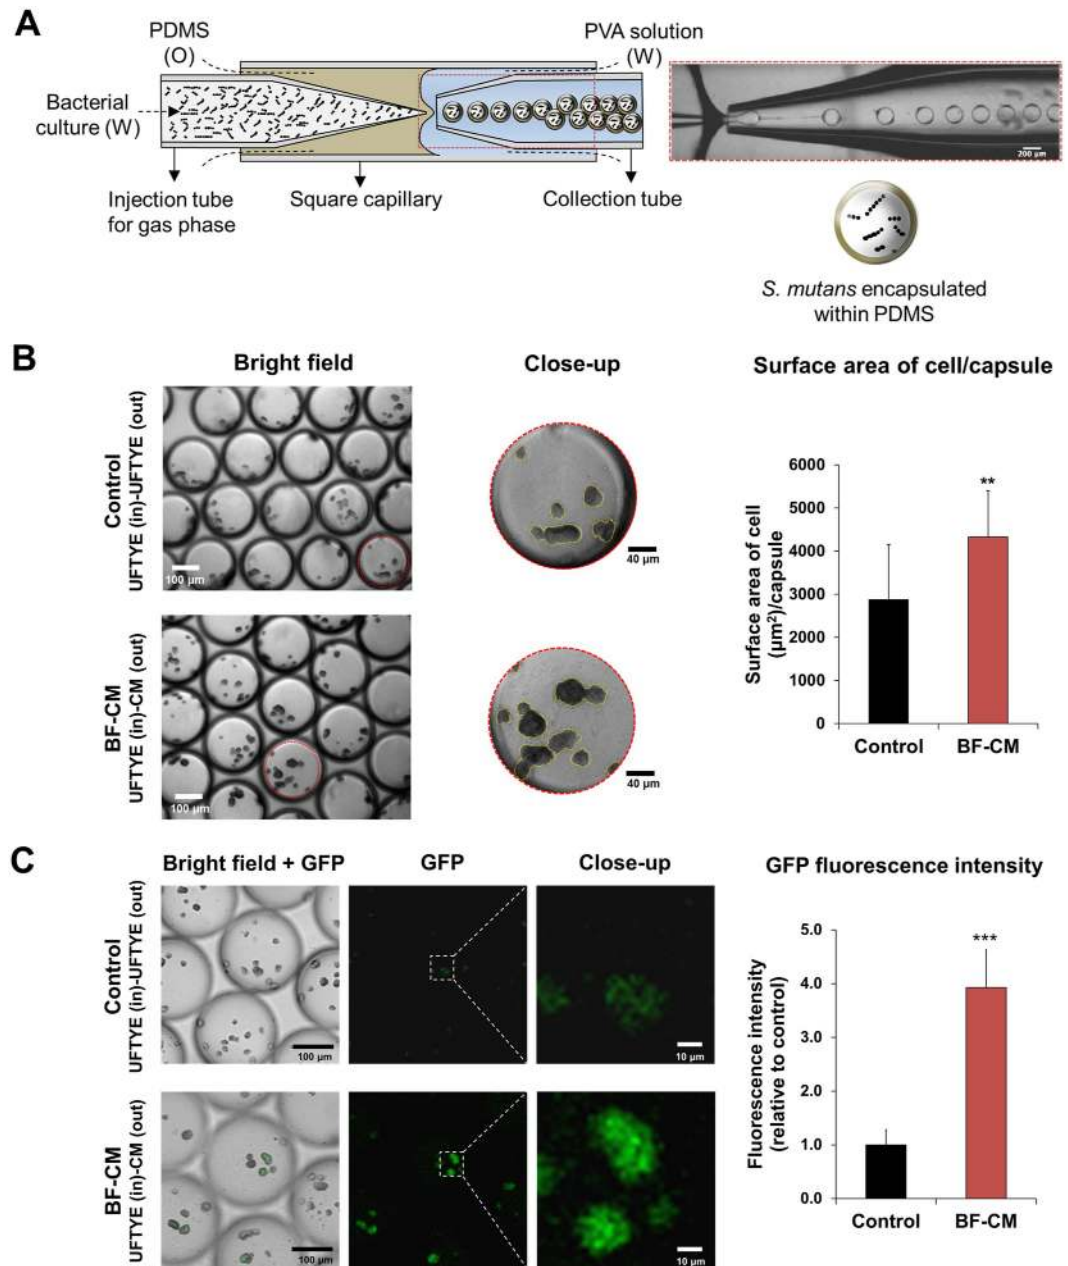 A
PDMS
(O)
PVA solution
(W)
Bacterial
culture (W)
200 µm
Injection tube
for gas phase
Square capillary
Collection tube
S. mutans encapsulated
within PDMS
B
Bright field
Close-up
Surface area of cell/capsule
Control
UFTYE (in)-UFTYE (out)
100 µm
40 µm
BF-CM
UFTYE (in)-CM (out)
100 µm
40 µm
Surface area of cell
(µm²)/capsule
6000
5000
4000
3000
2000
1000
0
**
Control
BF-CM
C
Bright field + GFP
GFP
Close-up
GFP fluorescence intensity
Control
UFTYE (in)-UFTYE (out)
100 µm
10 µm
BF-CM
UFTYE (in)-CM (out)
100 µm
10 µm
Fluorescence intensity
(relative to control)
5.0
4.0
3.0
2.0
1.0
0.0
***
Control
BF-CM